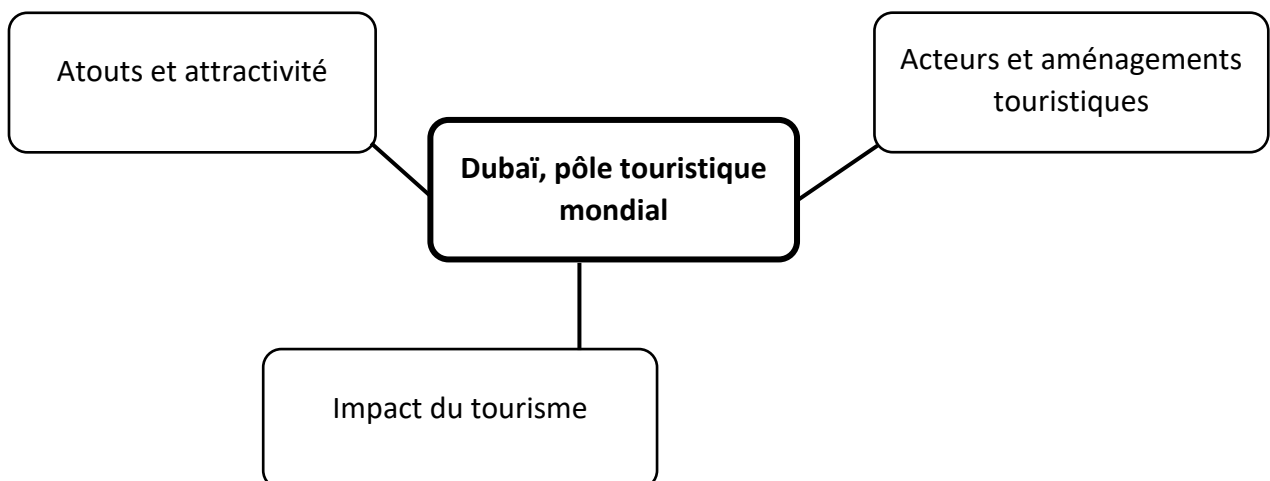 Atouts et attractivité
Acteurs et aménagements
touristiques
Dubaï, pôle touristique
mondial
Impact du tourisme